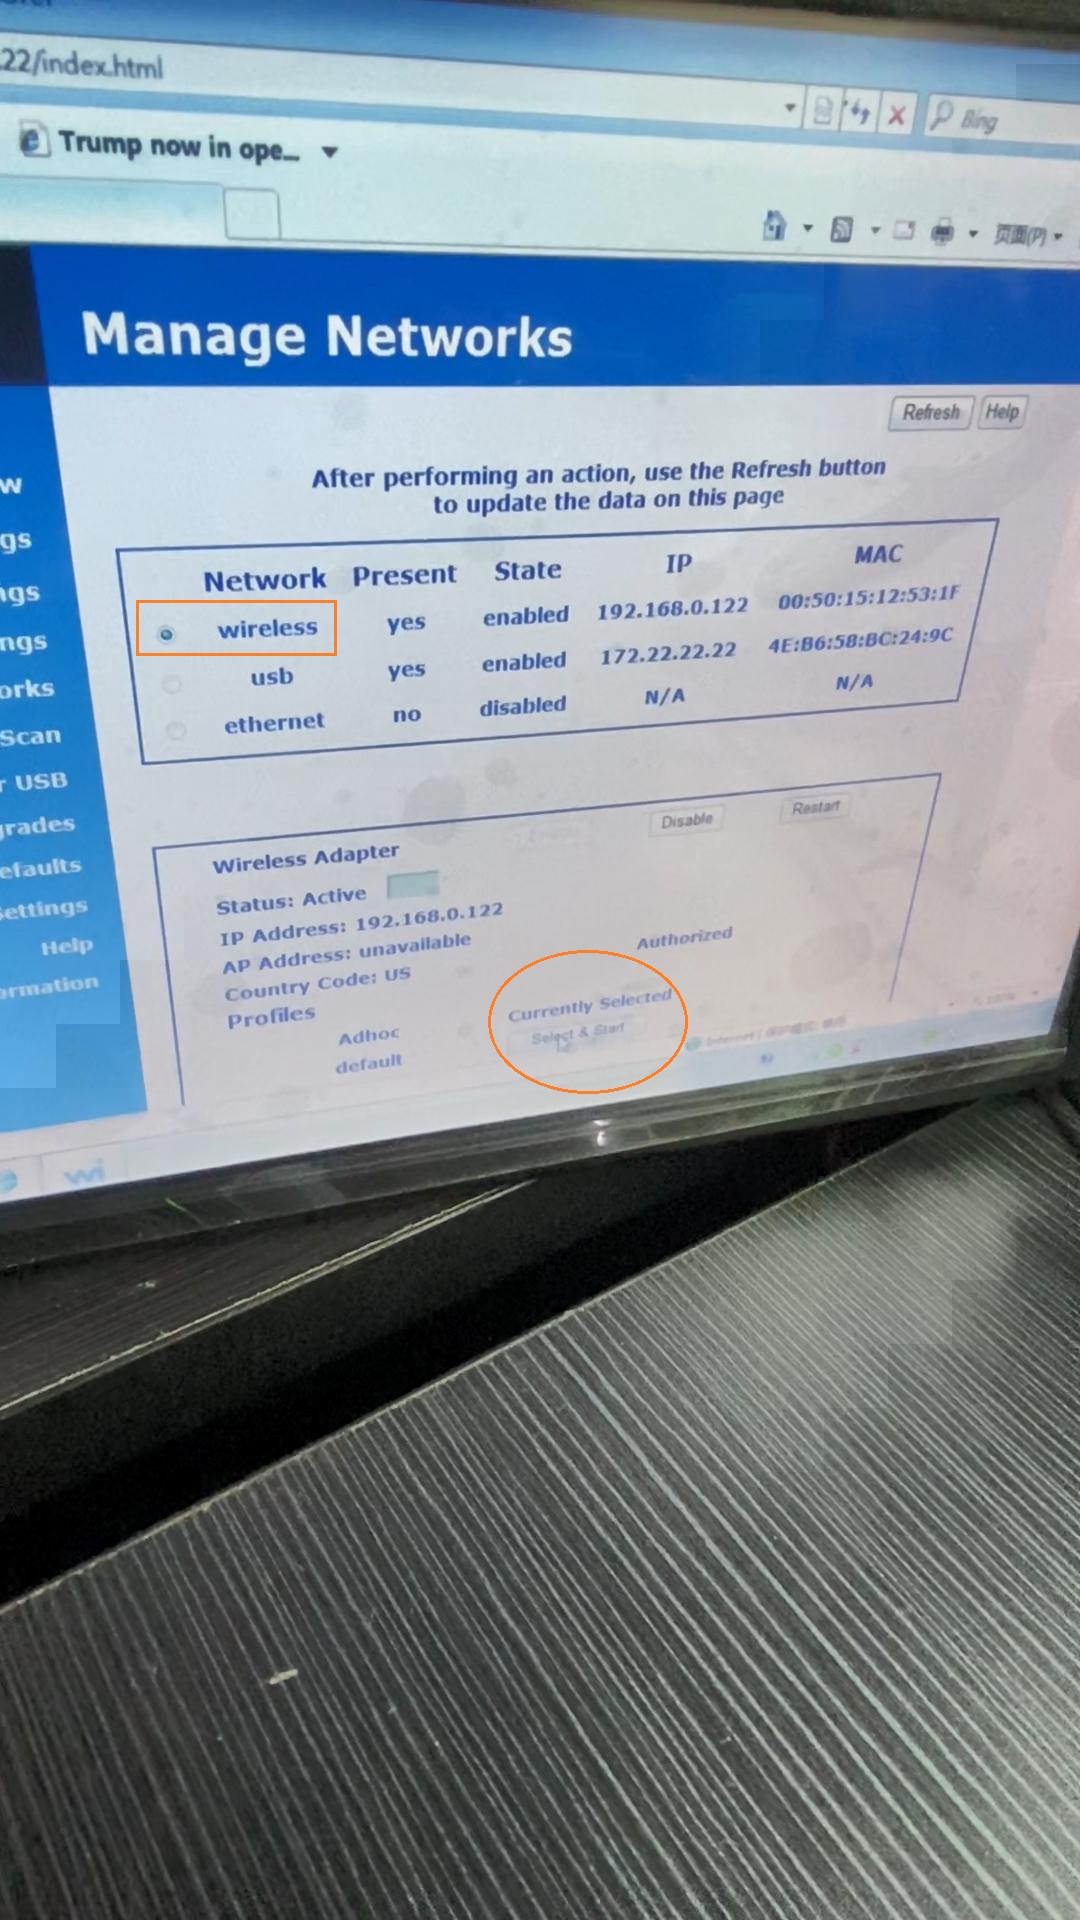 22/index.html
Bing
Trump now in ope...
页面(P)
Manage Networks
Refresh Help
After performing an action, use the Refresh button
to update the data on this page
Network Present State IP MAC
wireless yes enabled 192.168.0.122 00:50:15:12:53:1F
usb yes enabled 172.22.22.22 4E:B6:58:BC:24:9C
ethernet no disabled N/A N/A
w
gs
ngs
ngs
orks
Scan
r USB
grades
efaults
ettings
Help
ormation
Disable Restart
Wireless Adapter
Status: Active
IP Address: 192.168.0.122
AP Address: unavailable
Country Code: US
Authorized
Profiles
Adhoc Currently Selected
default Select & Start
Internet